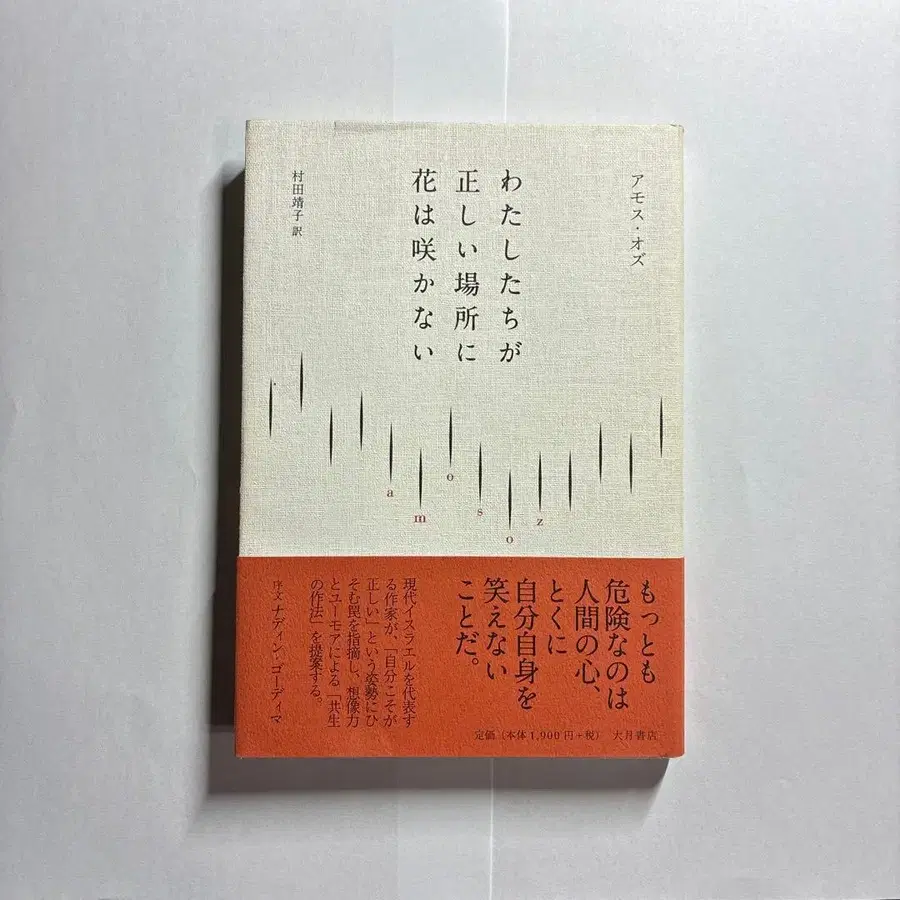 アモス・オズ
わたしたちが
正しい場所に
花は咲かない
村田靖子 訳
a
m
o
s
o
z
もっとも
危険なのは
人間の心、
とくに
自分自身を
笑えない
ことだ。
現代イスラエルを代表す
る作家が、「自分こそが
正しい」という姿勢にひ
そむ罠を指摘し、想像力
とユーモアによる「共生
の作法」を提案する。
序文 ナディン・ゴーディマ
定価(本体1,900円+税) 大月書店